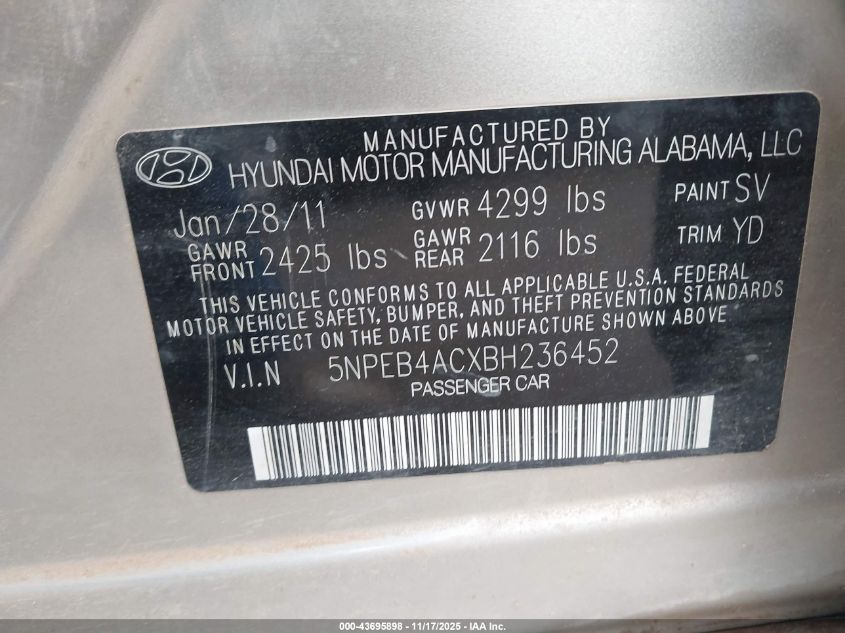 MANUFACTURED BY
HYUNDAI MOTOR MANUFACTURING ALABAMA, LLC
Jan/28/11 GVWR 4299 lbs PAINT SV
GAWR FRONT 2425 lbs GAWR REAR 2116 lbs TRIM YD
THIS VEHICLE CONFORMS TO ALL APPLICABLE U.S.A. FEDERAL
MOTOR VEHICLE SAFETY, BUMPER, AND THEFT PREVENTION STANDARDS
IN EFFECT ON THE DATE OF MANUFACTURE SHOWN ABOVE.
V.I.N 5NPEB4ACXBH236452
PASSENGER CAR
000-43695898 - 11/17/2025 - IAA Inc.